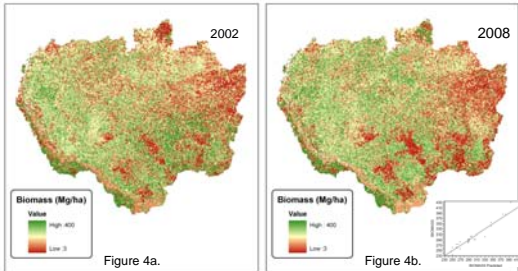 2002
Biomass (Mg/ha)
Value
High : 400
Low : 3
Figure 4a.
2008
Biomass (Mg/ha)
Value
High : 400
Low : 3
Figure 4b.